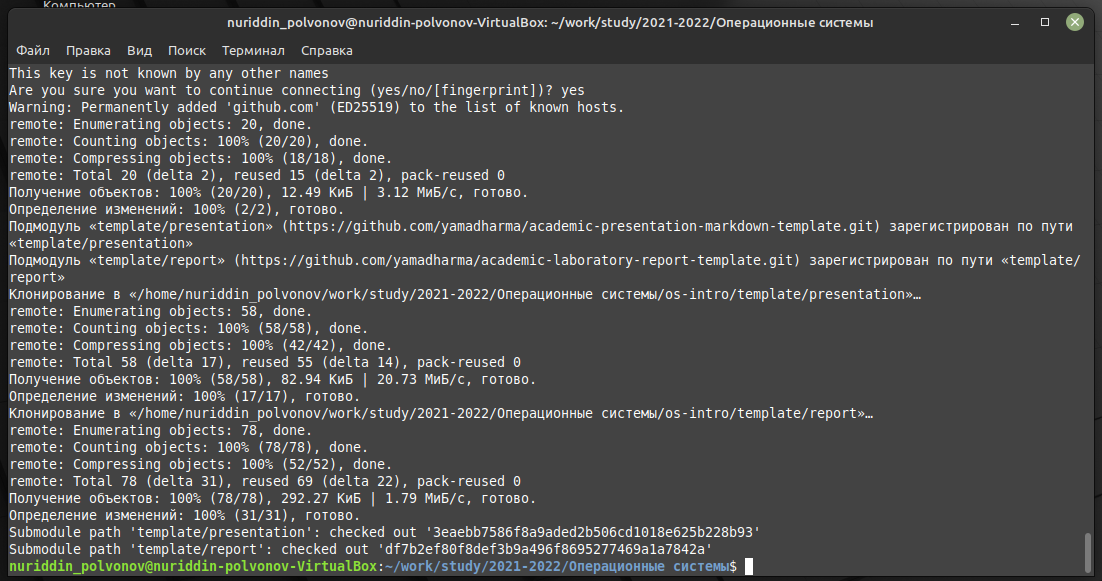 Компьютер
nuriddin_polvonov@nuriddin-polvonov-VirtualBox: ~/work/study/2021-2022/Операционные системы
Файл Правка Вид Поиск Терминал Справка
This key is not known by any other names
Are you sure you want to continue connecting (yes/no/[fingerprint])? yes
Warning: Permanently added 'github.com' (ED25519) to the list of known hosts.
remote: Enumerating objects: 20, done.
remote: Counting objects: 100% (20/20), done.
remote: Compressing objects: 100% (18/18), done.
remote: Total 20 (delta 2), reused 15 (delta 2), pack-reused 0
Получение объектов: 100% (20/20), 12.49 КиБ | 3.12 МиБ/с, готово.
Определение изменений: 100% (2/2), готово.
Подмодуль «template/presentation» (https://github.com/yamadharma/academic-presentation-markdown-template.git) зарегистрирован по пути
«template/presentation»
Подмодуль «template/report» (https://github.com/yamadharma/academic-laboratory-report-template.git) зарегистрирован по пути «template/
report»
Клонирование в «/home/nuriddin_polvonov/work/study/2021-2022/Операционные системы/os-intro/template/presentation»…
remote: Enumerating objects: 58, done.
remote: Counting objects: 100% (58/58), done.
remote: Compressing objects: 100% (42/42), done.
remote: Total 58 (delta 17), reused 55 (delta 14), pack-reused 0
Получение объектов: 100% (58/58), 82.94 КиБ | 20.73 МиБ/с, готово.
Определение изменений: 100% (17/17), готово.
Клонирование в «/home/nuriddin_polvonov/work/study/2021-2022/Операционные системы/os-intro/template/report»…
remote: Enumerating objects: 78, done.
remote: Counting objects: 100% (78/78), done.
remote: Compressing objects: 100% (52/52), done.
remote: Total 78 (delta 31), reused 69 (delta 22), pack-reused 0
Получение объектов: 100% (78/78), 292.27 КиБ | 1.79 МиБ/с, готово.
Определение изменений: 100% (31/31), готово.
Submodule path 'template/presentation': checked out '3eaebb7586f8a9aded2b506cd1018e625b228b93'
Submodule path 'template/report': checked out 'df7b2ef80f8def3b9a496f8695277469a1a7842a'
nuriddin_polvonov@nuriddin-polvonov-VirtualBox:~/work/study/2021-2022/Операционные системы$